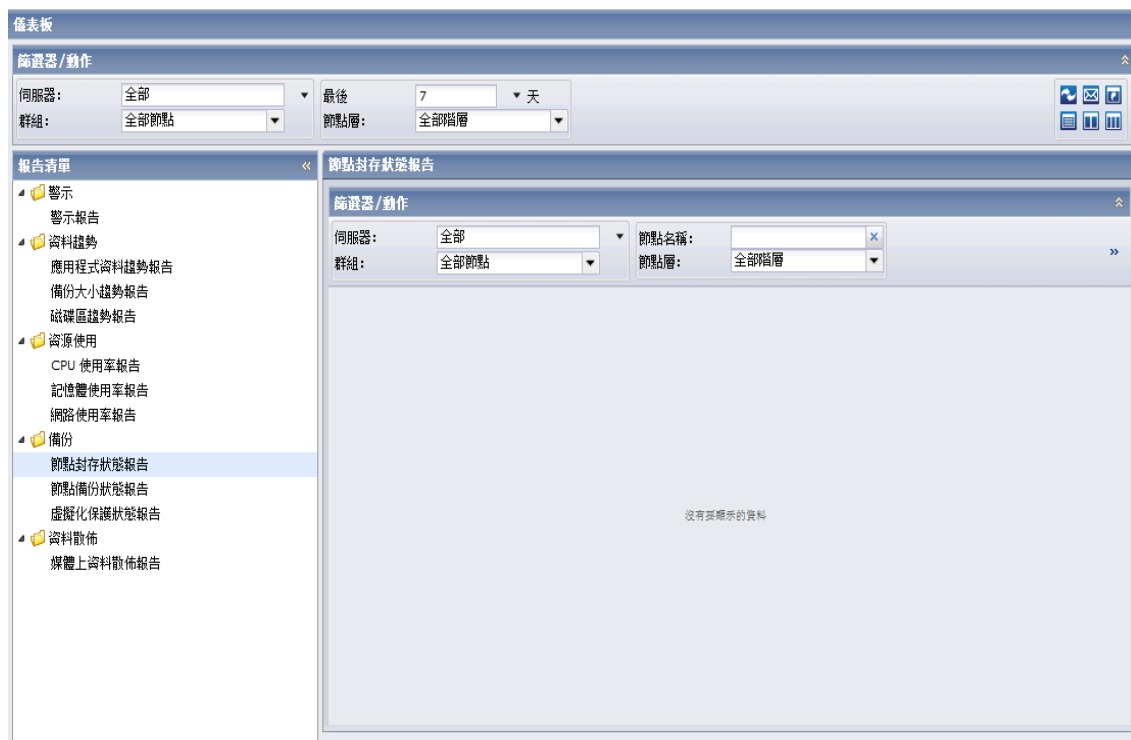 儀表板
篩選器/動作
伺服器: 全部 最後 7 天
群組: 全部節點 節點層: 全部階層
報告清單
警示
警示報告
資料趨勢
應用程式資料趨勢報告
備份大小趨勢報告
磁碟區趨勢報告
資源使用
CPU 使用率報告
記憶體使用率報告
網路使用率報告
備份
節點封存狀態報告
節點備份狀態報告
虛擬化保護狀態報告
資料散佈
媒體上資料散佈報告
節點封存狀態報告
篩選器/動作
伺服器: 全部 節點名稱:
群組: 全部節點 節點層: 全部階層
沒有要顯示的資料